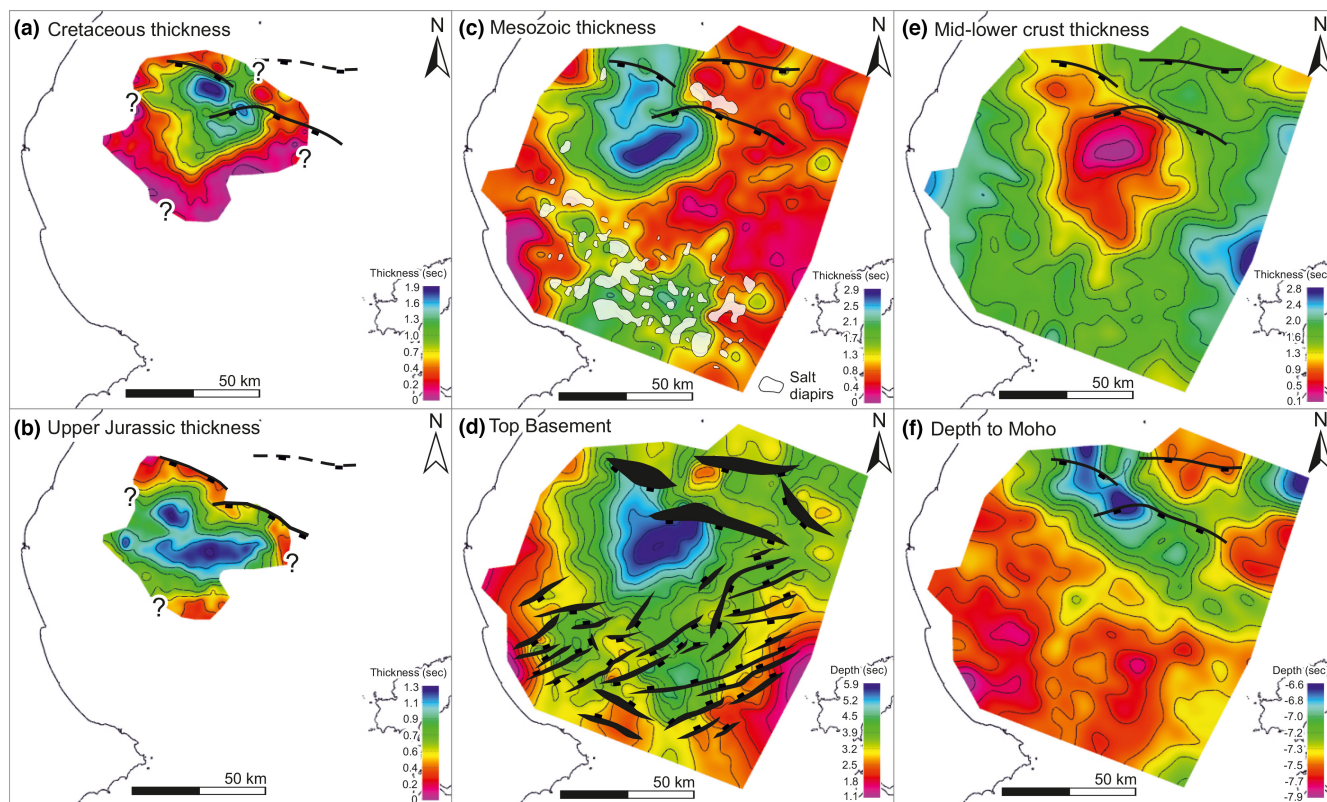 (a) Cretaceous thickness
N
?
?
?
?
Thickness (sec)
1.9
1.6
1.3
1.0
0.7
0.6
0.2
0
50 km
(c) Mesozoic thickness
N
Thickness (sec)
2.9
2.5
2.1
1.7
1.3
0.8
0.4
0
50 km
Salt
diapirs
(e) Mid-lower crust thickness
N
Thickness (sec)
2.8
2.4
2.0
1.6
1.3
0.9
0.5
0.1
50 km
(b) Upper Jurassic thickness
N
?
?
?
Thickness (sec)
1.3
1.1
0.9
0.7
0.6
0.4
0.2
0
50 km
(d) Top Basement
N
Depth (sec)
5.9
5.2
4.5
3.9
3.2
2.5
1.8
1.1
50 km
(f) Depth to Moho
N
Depth (sec)
-6.6
-6.8
-7.0
-7.2
-7.3
-7.5
-7.7
-7.9
50 km